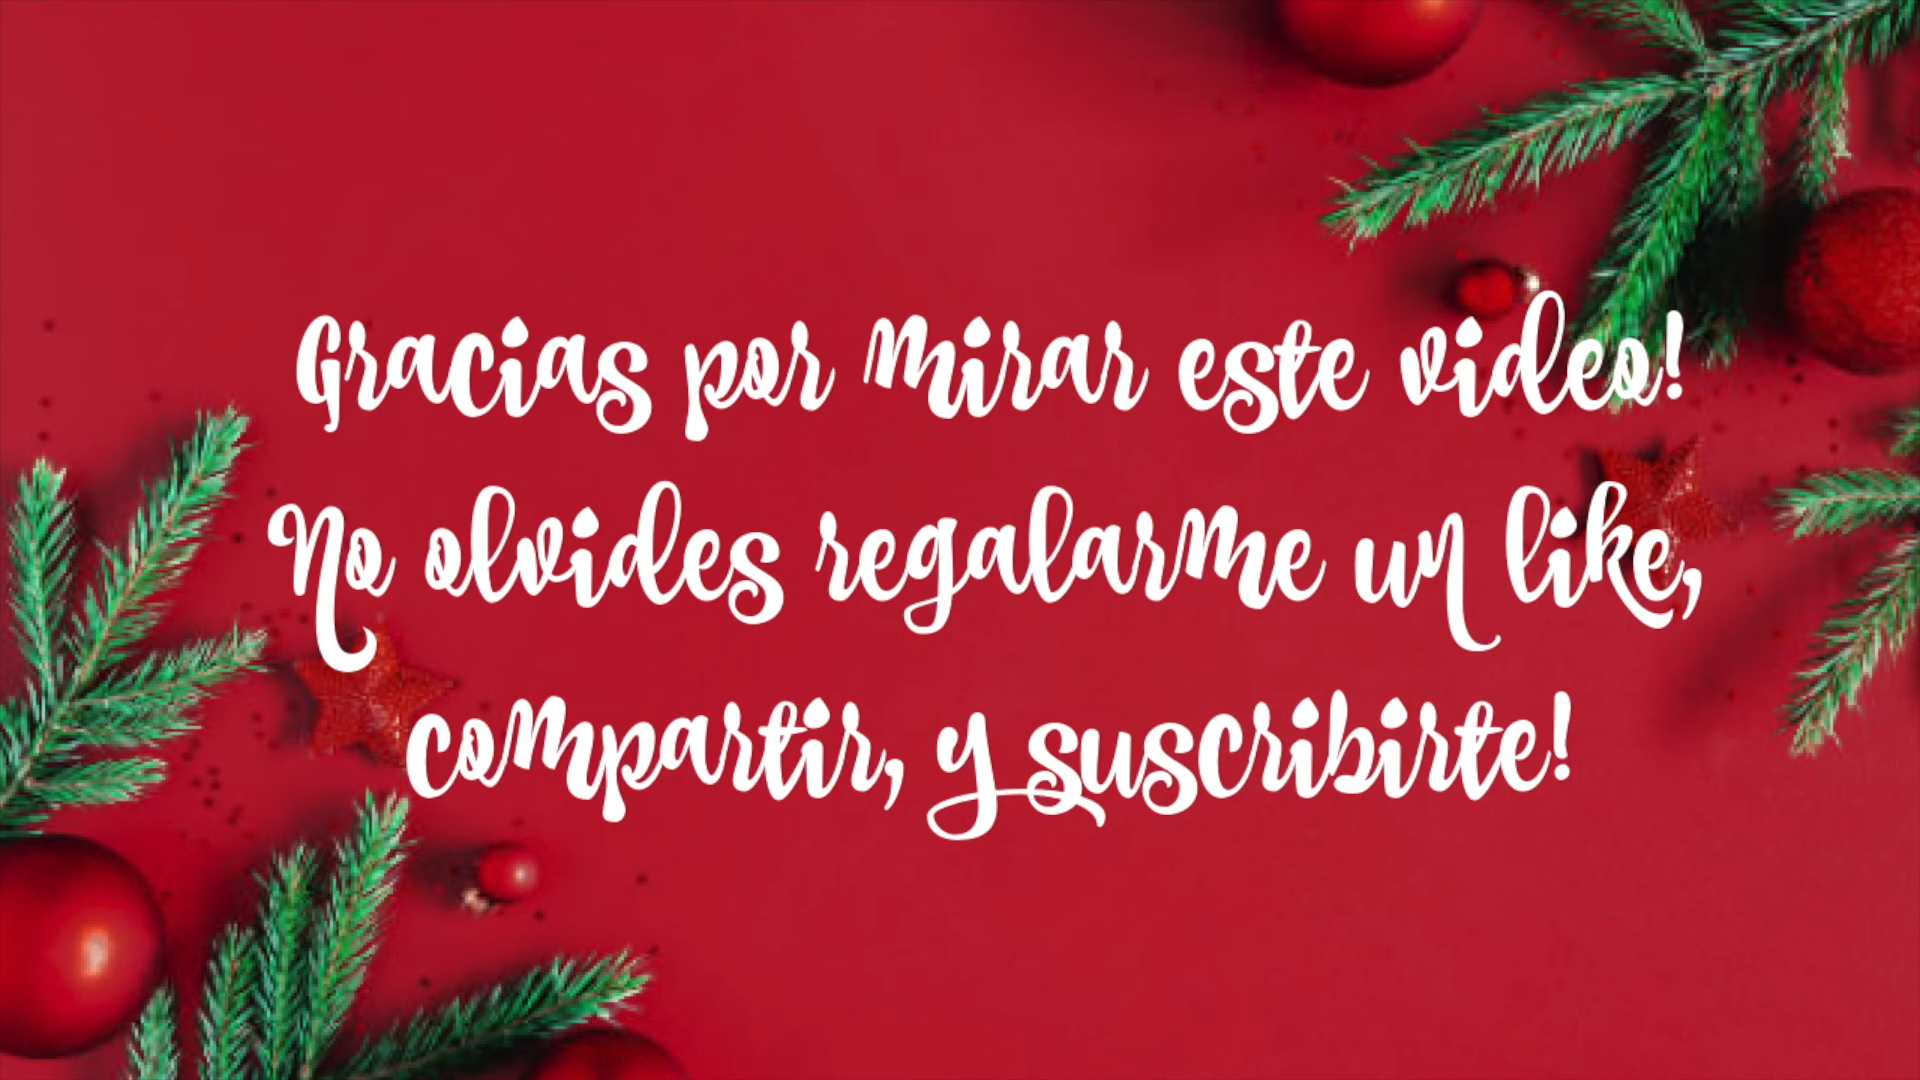 Gracias por mirar este video!
No olvides regalarme un like,
compartir, y suscribirte!